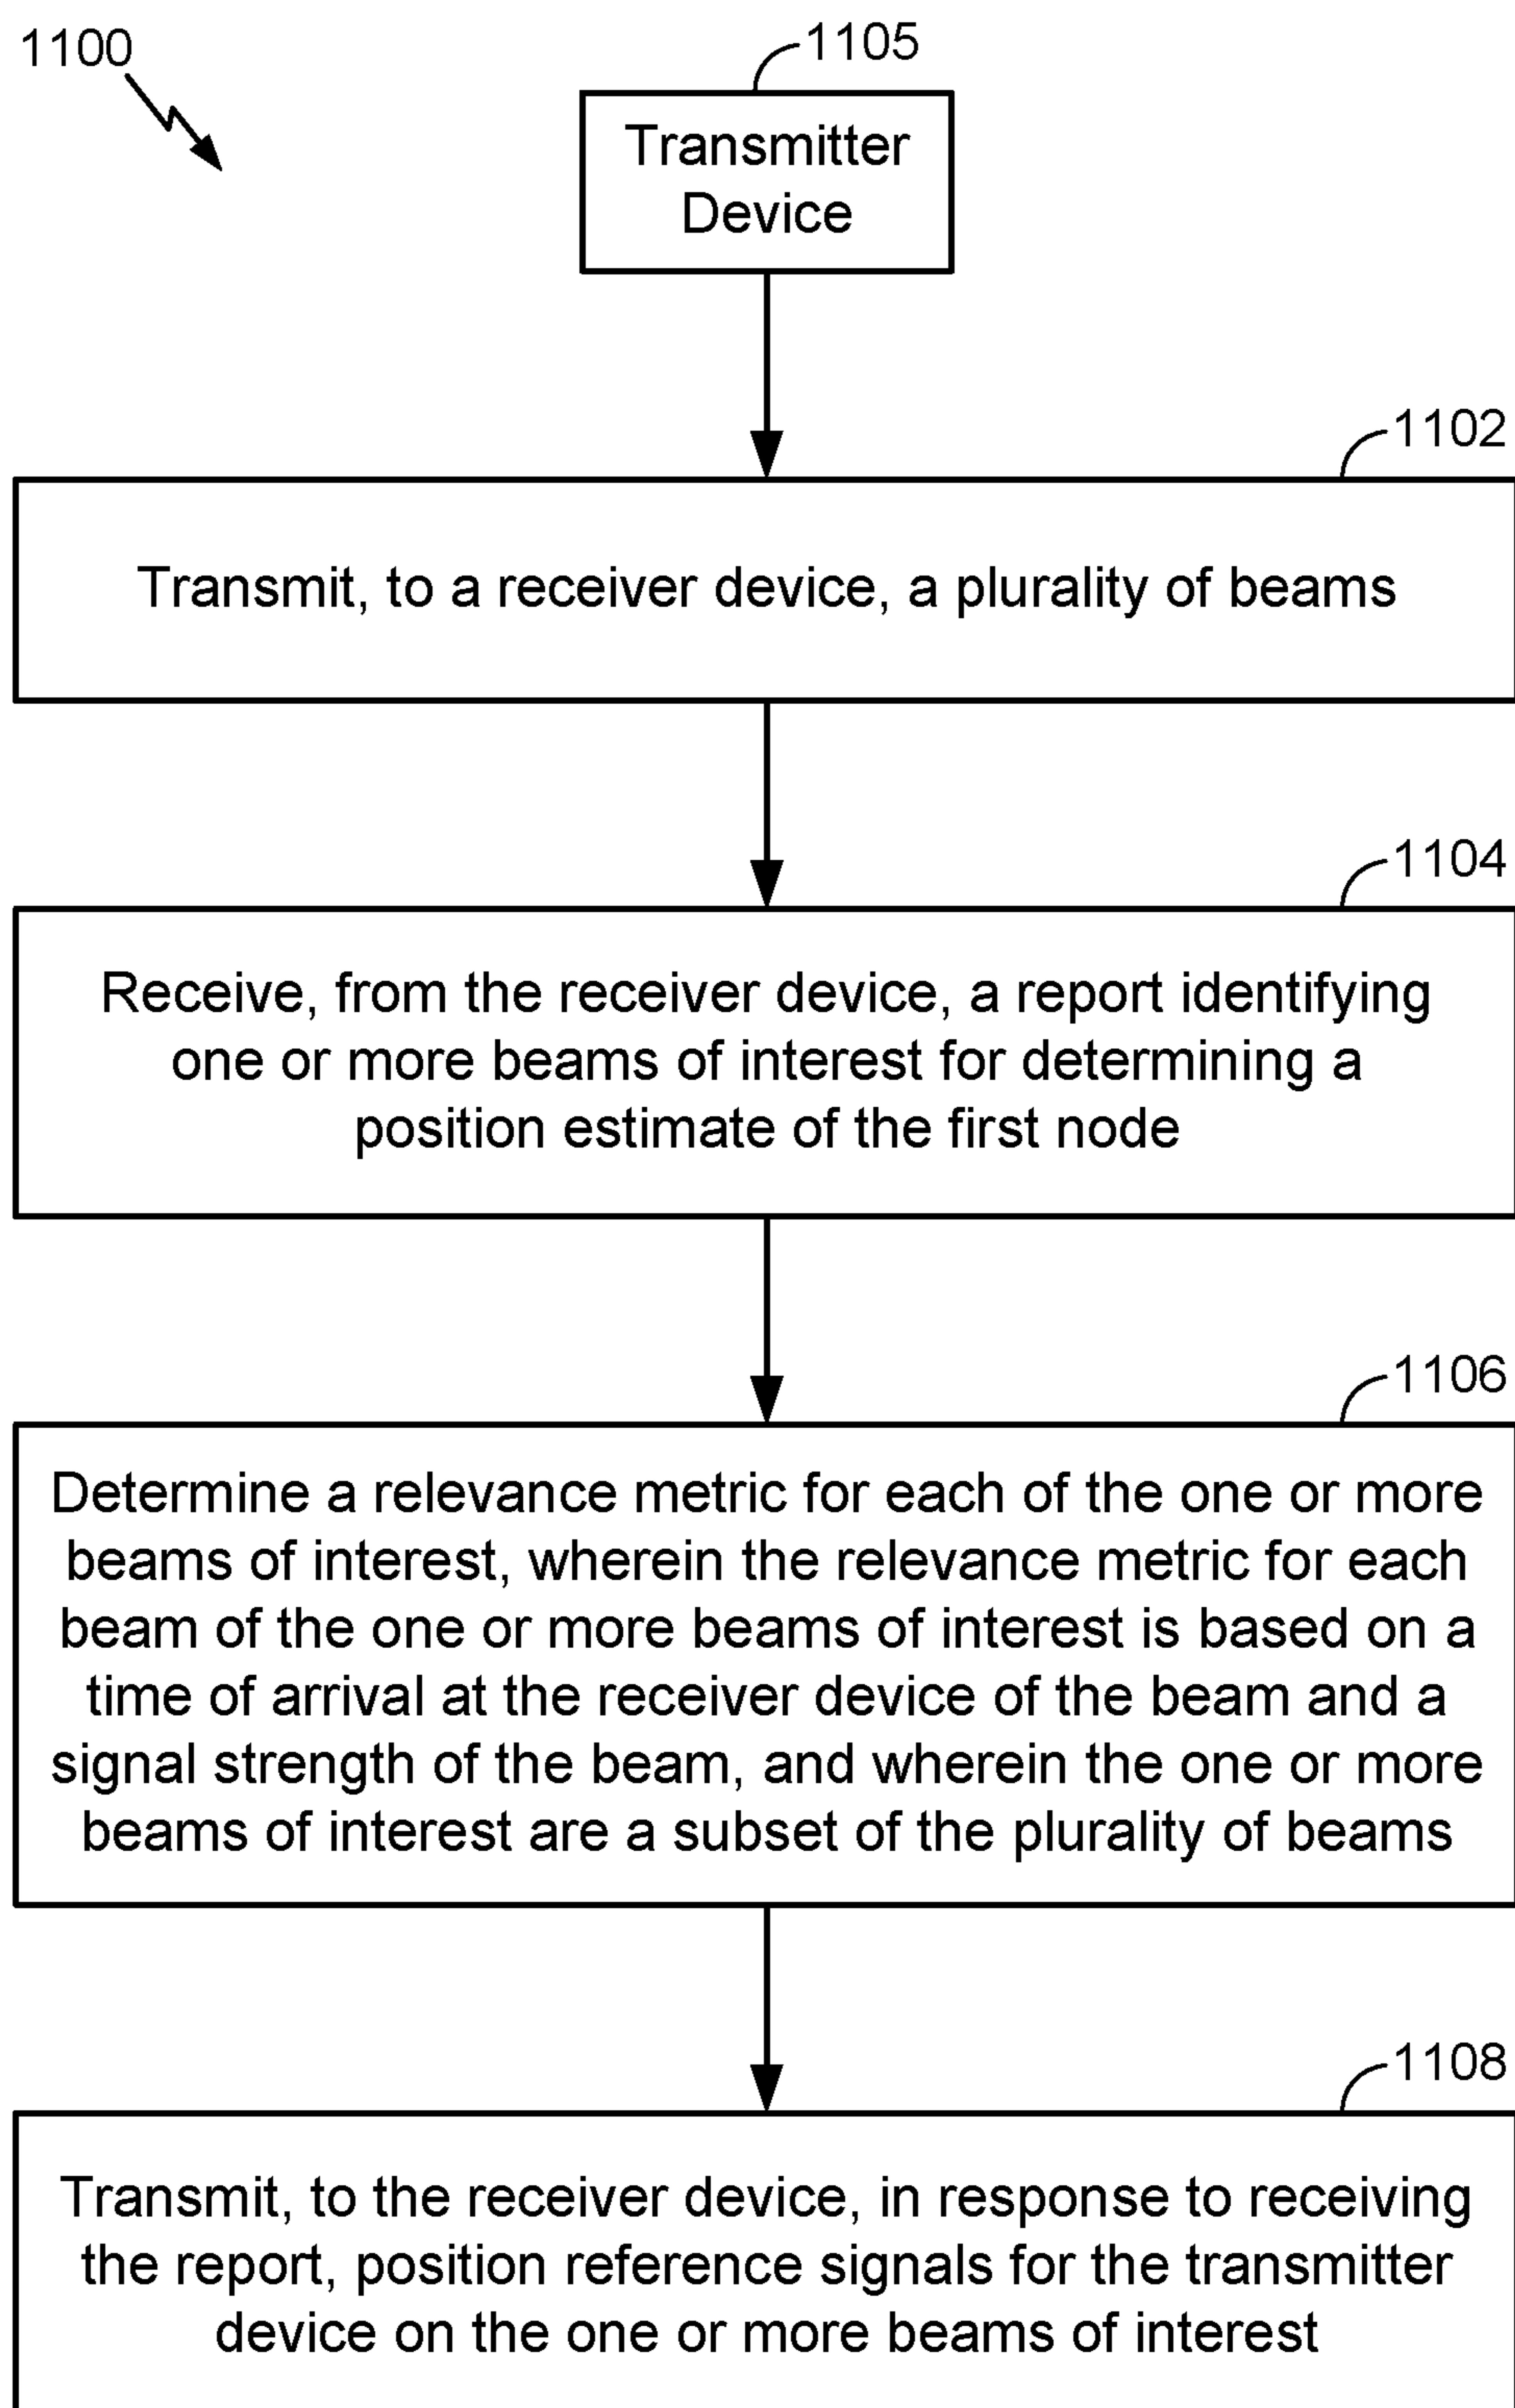 1100
1105
Transmitter
Device
1102
Transmit, to a receiver device, a plurality of beams
1104
Receive, from the receiver device, a report identifying
one or more beams of interest for determining a
position estimate of the first node
1106
Determine a relevance metric for each of the one or more
beams of interest, wherein the relevance metric for each
beam of the one or more beams of interest is based on a
time of arrival at the receiver device of the beam and a
signal strength of the beam, and wherein the one or more
beams of interest are a subset of the plurality of beams
1108
Transmit, to the receiver device, in response to receiving
the report, position reference signals for the transmitter
device on the one or more beams of interest